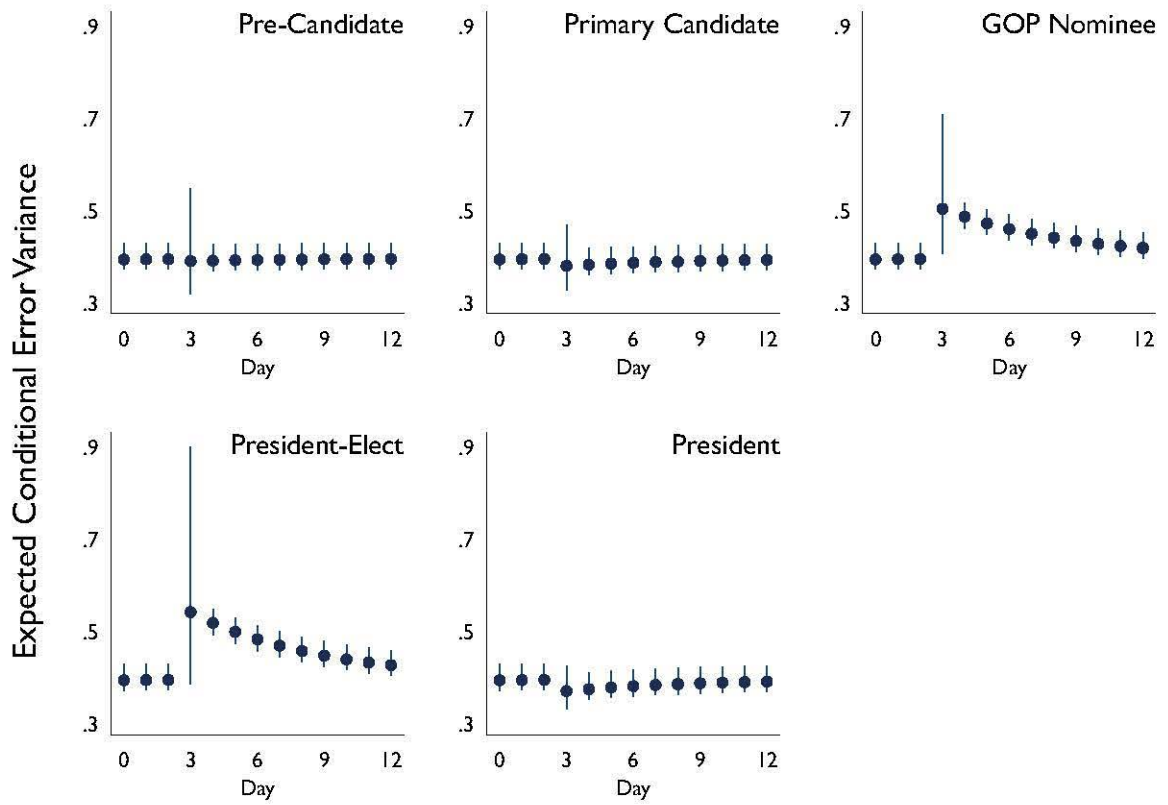 Expected Conditional Error Variance
Pre-Candidate
.9
.7
.5
.3
0 3 6 9 12
Day
Primary Candidate
.9
.7
.5
.3
0 3 6 9 12
Day
GOP Nominee
.9
.7
.5
.3
0 3 6 9 12
Day
President-Elect
.9
.7
.5
.3
0 3 6 9 12
Day
President
.9
.7
.5
.3
0 3 6 9 12
Day